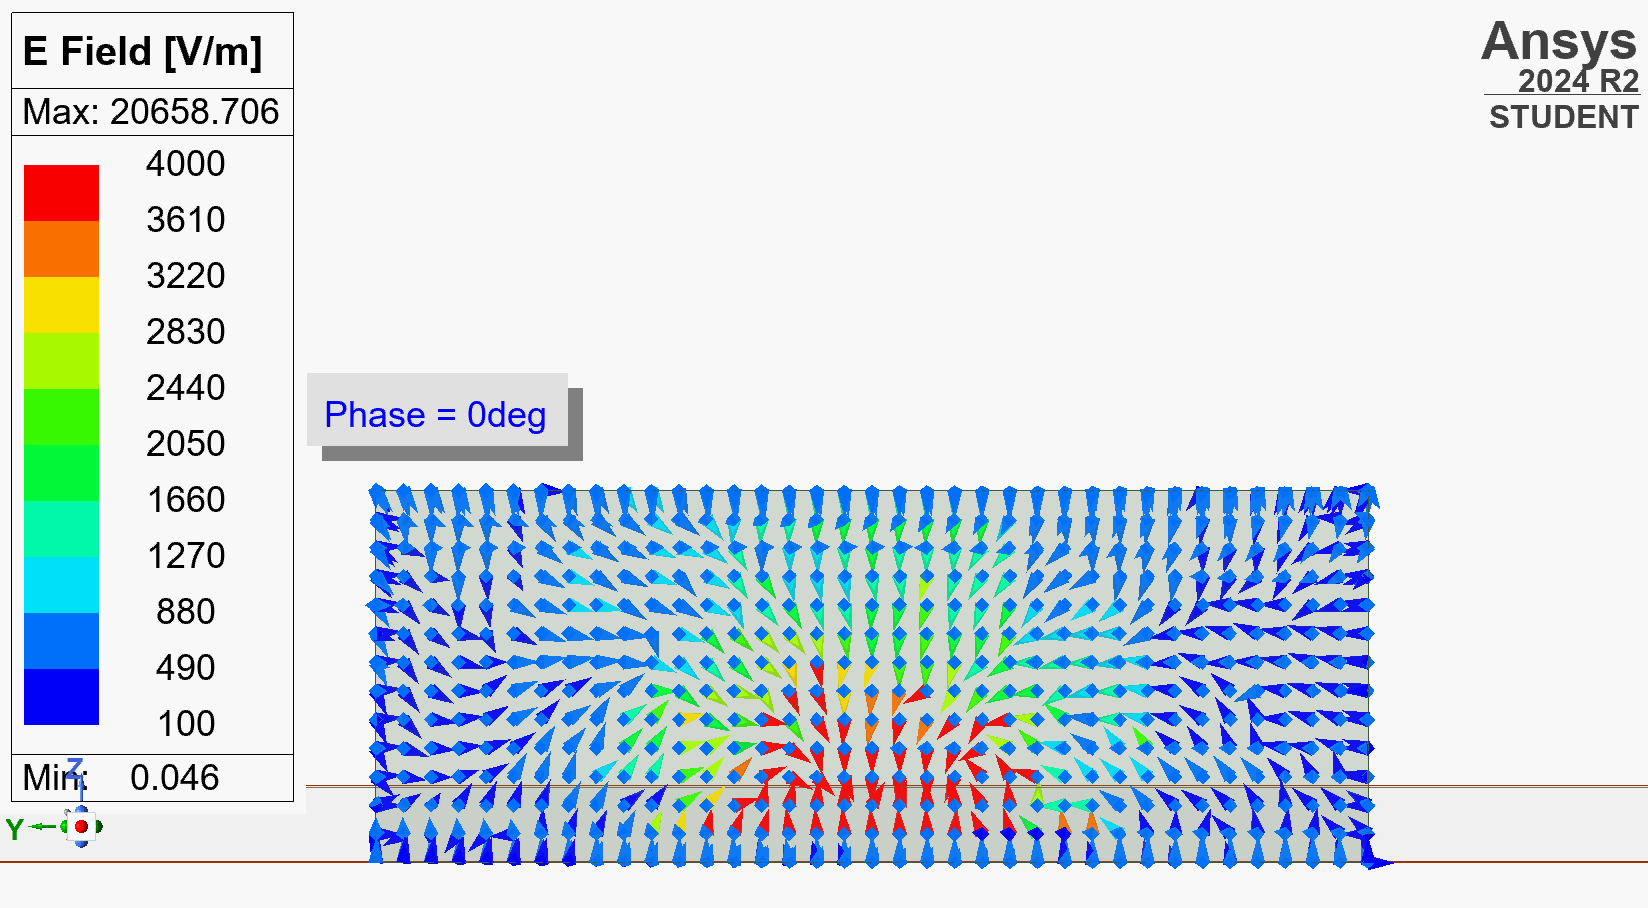 E Field [V/m]
Max: 20658.706
4000
3610
3220
2830
2440
2050
1660
1270
880
490
100
Min: 0.046
Z
Y
Phase = 0deg
Ansys
2024 R2
STUDENT